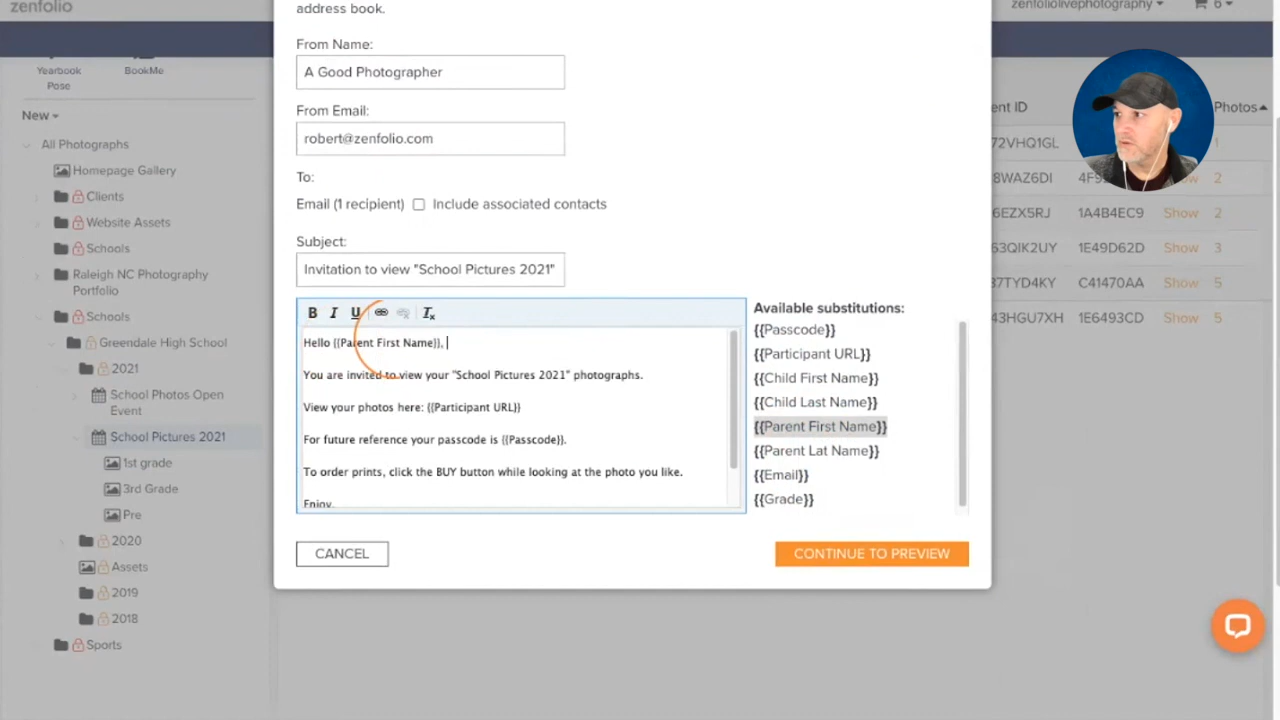 zenfolio
zenfoliolivephotography
6
Yearbook
Pose
BookMe
New
All Photographs
Homepage Gallery
Clients
Website Assets
Schools
Raleigh NC Photography
Portfolio
Schools
Greendale High School
2021
School Photos Open
Event
School Pictures 2021
1st grade
3rd Grade
Pre
2020
Assets
2019
2018
Sports
address book.
From Name:
A Good Photographer
From Email:
robert@zenfolio.com
To:
Email (1 recipient) Include associated contacts
Subject:
Invitation to view "School Pictures 2021"
B I U Tx
Hello {{Parent First Name}},
You are invited to view your "School Pictures 2021" photographs.
View your photos here: {{Participant URL}}
For future reference your passcode is {{Passcode}}.
To order prints, click the BUY button while looking at the photo you like.
Enjoy,
Available substitutions:
{{Passcode}}
{{Participant URL}}
{{Child First Name}}
{{Child Last Name}}
{{Parent First Name}}
{{Parent Lat Name}}
{{Email}}
{{Grade}}
CANCEL
CONTINUE TO PREVIEW
ent ID Photos
72VHQ1GL 1
8WAZ6DI 4F9 Show 2
6EZX5RJ 1A4B4EC9 Show 2
63QIK2UY 1E49D62D Show 3
37TYD4KY C41470AA Show 5
43HGU7XH 1E6493CD Show 5